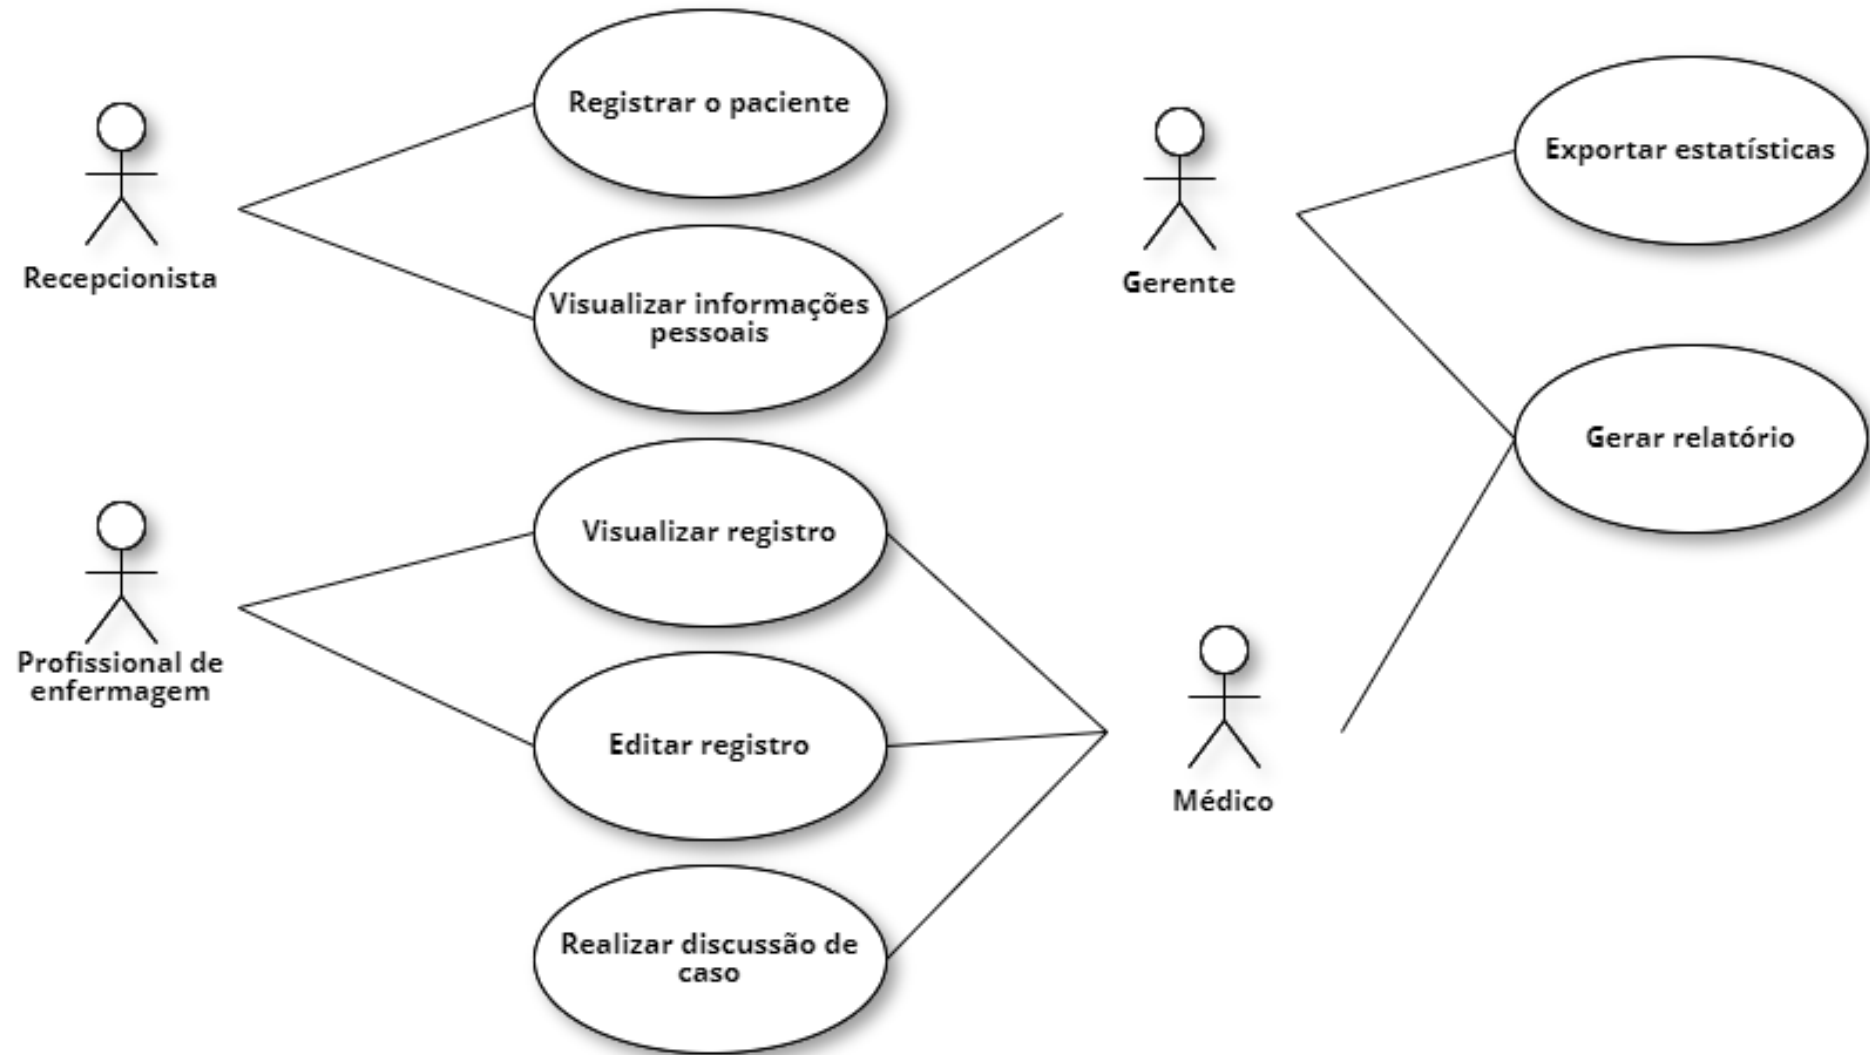 Registrar o paciente
Exportar estatísticas
Recepcionista
Gerente
Visualizar informações
pessoais
Gerar relatório
Visualizar registro
Profissional de
enfermagem
Editar registro
Médico
Realizar discussão de
caso